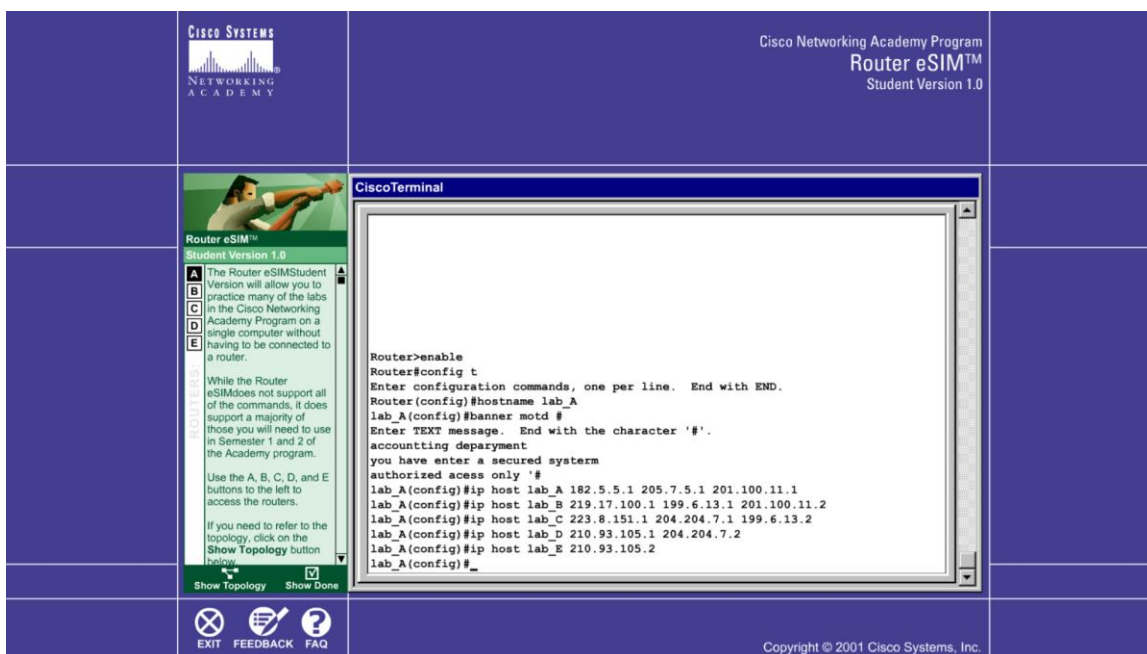 CISCO SYSTEMS
®
NETWORKING
ACADEMY
Cisco Networking Academy Program
Router eSIM™
Student Version 1.0
Router eSIM™
Student Version 1.0
A
B
C
D
E
ROUTERS:
The Router eSIMStudent
Version will allow you to
practice many of the labs
in the Cisco Networking
Academy Program on a
single computer without
having to be connected to
a router.
While the Router
eSIMdoes not support all
of the commands, it does
support a majority of
those you will need to use
in Semester 1 and 2 of
the Academy program.
Use the A, B, C, D, and E
buttons to the left to
access the routers.
If you need to refer to the
topology, click on the
Show Topology button
below
Show Topology
Show Done
CiscoTerminal
Router>enable
Router#config t
Enter configuration commands, one per line.  End with END.
Router(config)#hostname lab_A
lab_A(config)#banner motd #
Enter TEXT message.  End with the character '#'.
accountting deparyment
you have enter a secured systerm
authorized acess only '#
lab_A(config)#ip host lab_A 182.5.5.1 205.7.5.1 201.100.11.1
lab_A(config)#ip host lab_B 219.17.100.1 199.6.13.1 201.100.11.2
lab_A(config)#ip host lab_C 223.8.151.1 204.204.7.1 199.6.13.2
lab_A(config)#ip host lab_D 210.93.105.1 204.204.7.2
lab_A(config)#ip host lab_E 210.93.105.2
lab_A(config)#_
EXIT
FEEDBACK
FAQ
Copyright © 2001 Cisco Systems, Inc.